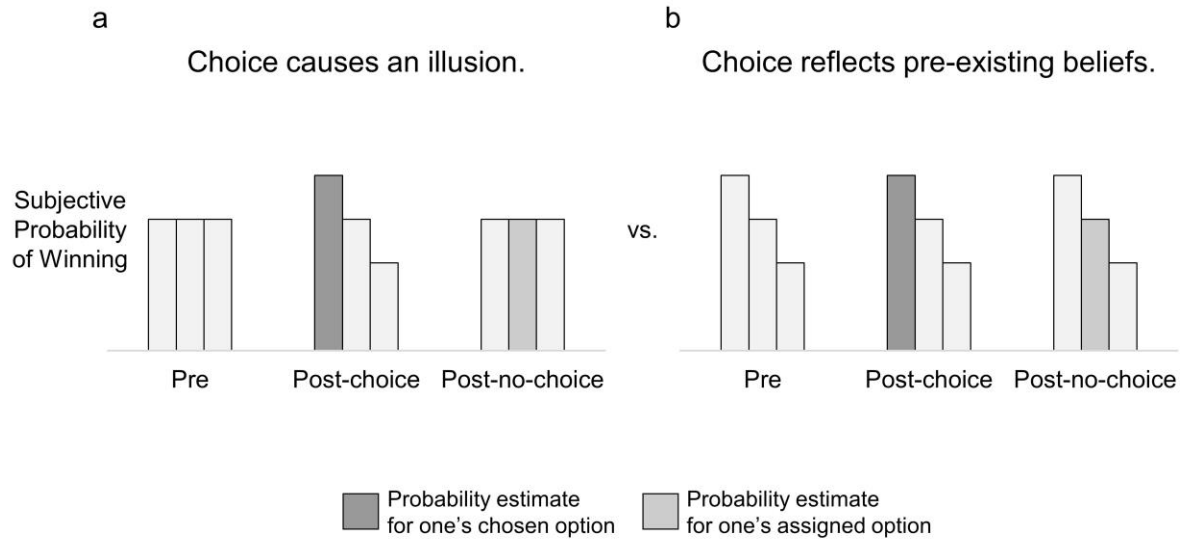 a
Choice causes an illusion.
b
Choice reflects pre-existing beliefs.
Subjective
Probability
of Winning
vs.
Pre
Post-choice
Post-no-choice
Pre
Post-choice
Post-no-choice
Probability estimate
for one's chosen option
Probability estimate
for one's assigned option